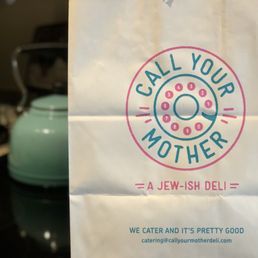 CALL YOUR
MOTHER
A JEW-ISH DELI
WE CATER AND IT'S PRETTY GOOD
catering@callyourmotherdeli.com